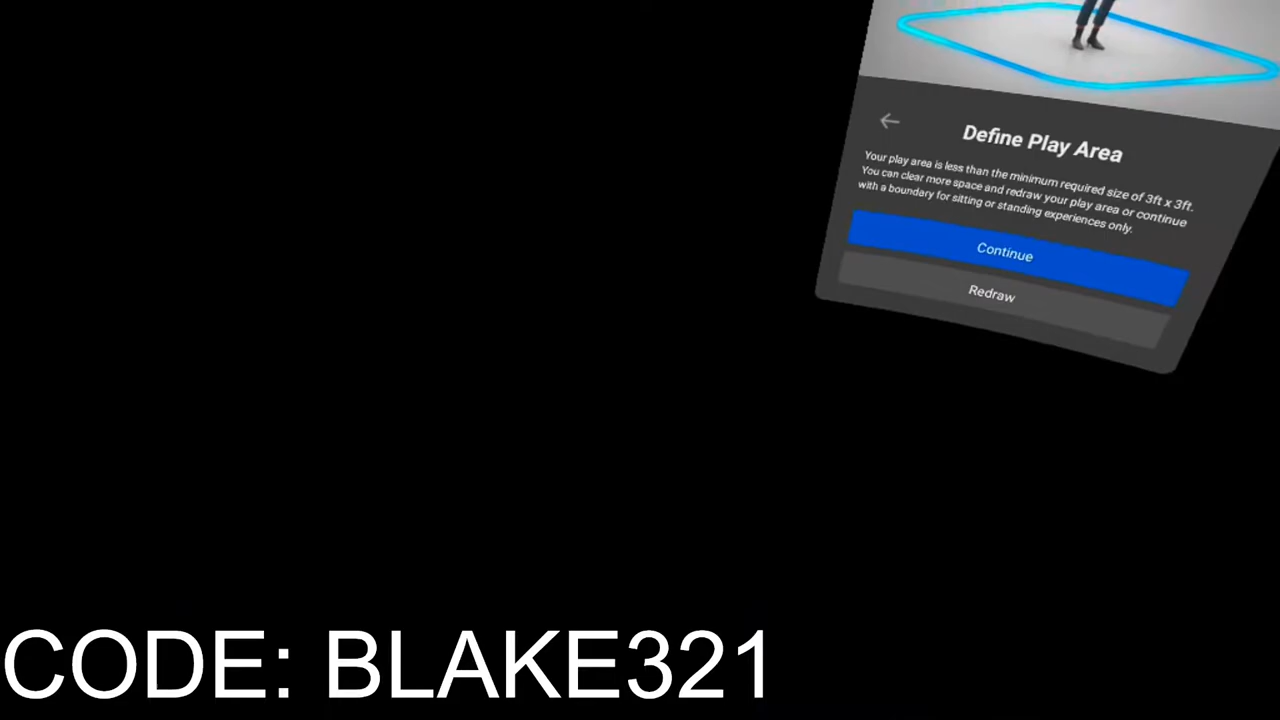 Define Play Area
Your play area is less than the minimum required size of 3ft x 3ft.
You can clear more space and redraw your play area or continue
with a boundary for sitting or standing experiences only.
Continue
Redraw
CODE: BLAKE321